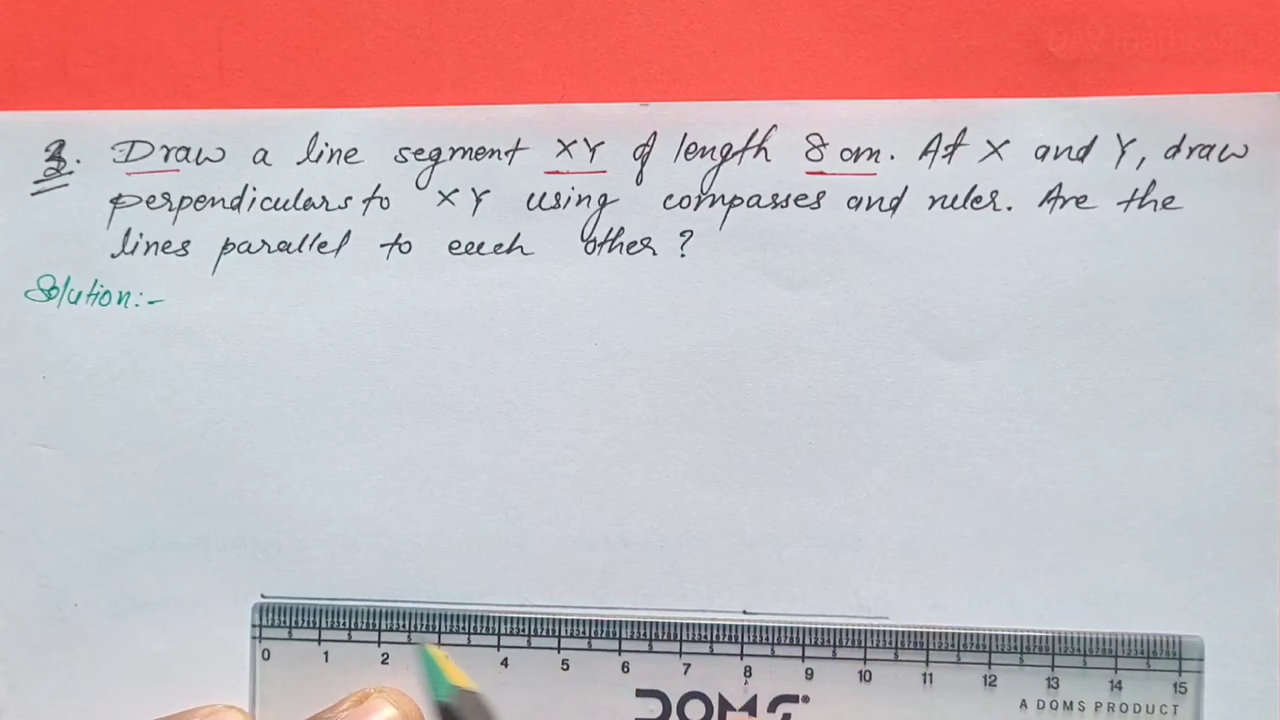 3. Draw a line segment XY of length 8 cm. At X and Y, draw
perpendiculars to XY using compasses and ruler. Are the
lines parallel to each other?
Solution:-
0 1 2 4 5 6 7 8 9 10 11 12 13 14 15
DOMS®
A DOMS PRODUCT